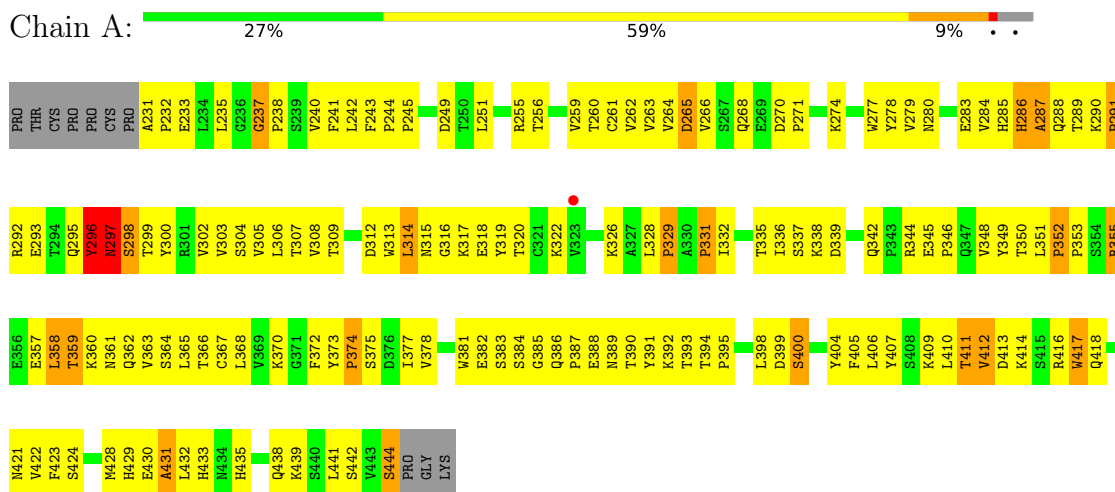 Chain A:
27% 59% 9% • •
PRO THR CYS PRO PRO CYS PRO A231 P232 E233 L234 L235 G236 G237 P238 S239 V240 F241 L242 F243 P244 P245 D249 T250 L251 R255 T256 V259 T260 C261 V262 V263 V264 D265 V266 S267 Q268 E269 D270 P271 K274 W277 Y278 V279 N280 E283 V284 H285 H286 A287 Q288 T289 K290
R292 E293 T294 Q295 Y296 N297 S298 T299 Y300 R301 V302 V303 S304 V305 L306 T307 V308 T309 D312 W313 L314 N315 G316 K317 E318 Y319 T320 C321 K322 V323 K326 A327 L328 P329 A330 P331 I332 T335 I336 S337 K338 D339 Q342 P343 R344 E345 P346 Q347 V348 Y349 T350 L351 P352 P353 S354
E356 E357 L358 T359 K360 N361 Q362 V363 S364 L365 T366 C367 L368 V369 K370 G371 F372 Y373 P374 S375 D376 I377 V378 W381 E382 S383 S384 G385 Q386 P387 E388 N389 T390 Y391 K392 T393 T394 P395 L398 D399 S400 Y404 F405 L406 Y407 S408 K409 L410 T411 V412 D413 K414 S415 R416 W417 Q418
N421 V422 F423 S424 M428 H429 E430 A431 L432 H433 N434 H435 Q438 K439 S440 L441 S442 V443 S444 PRO GLY LYS